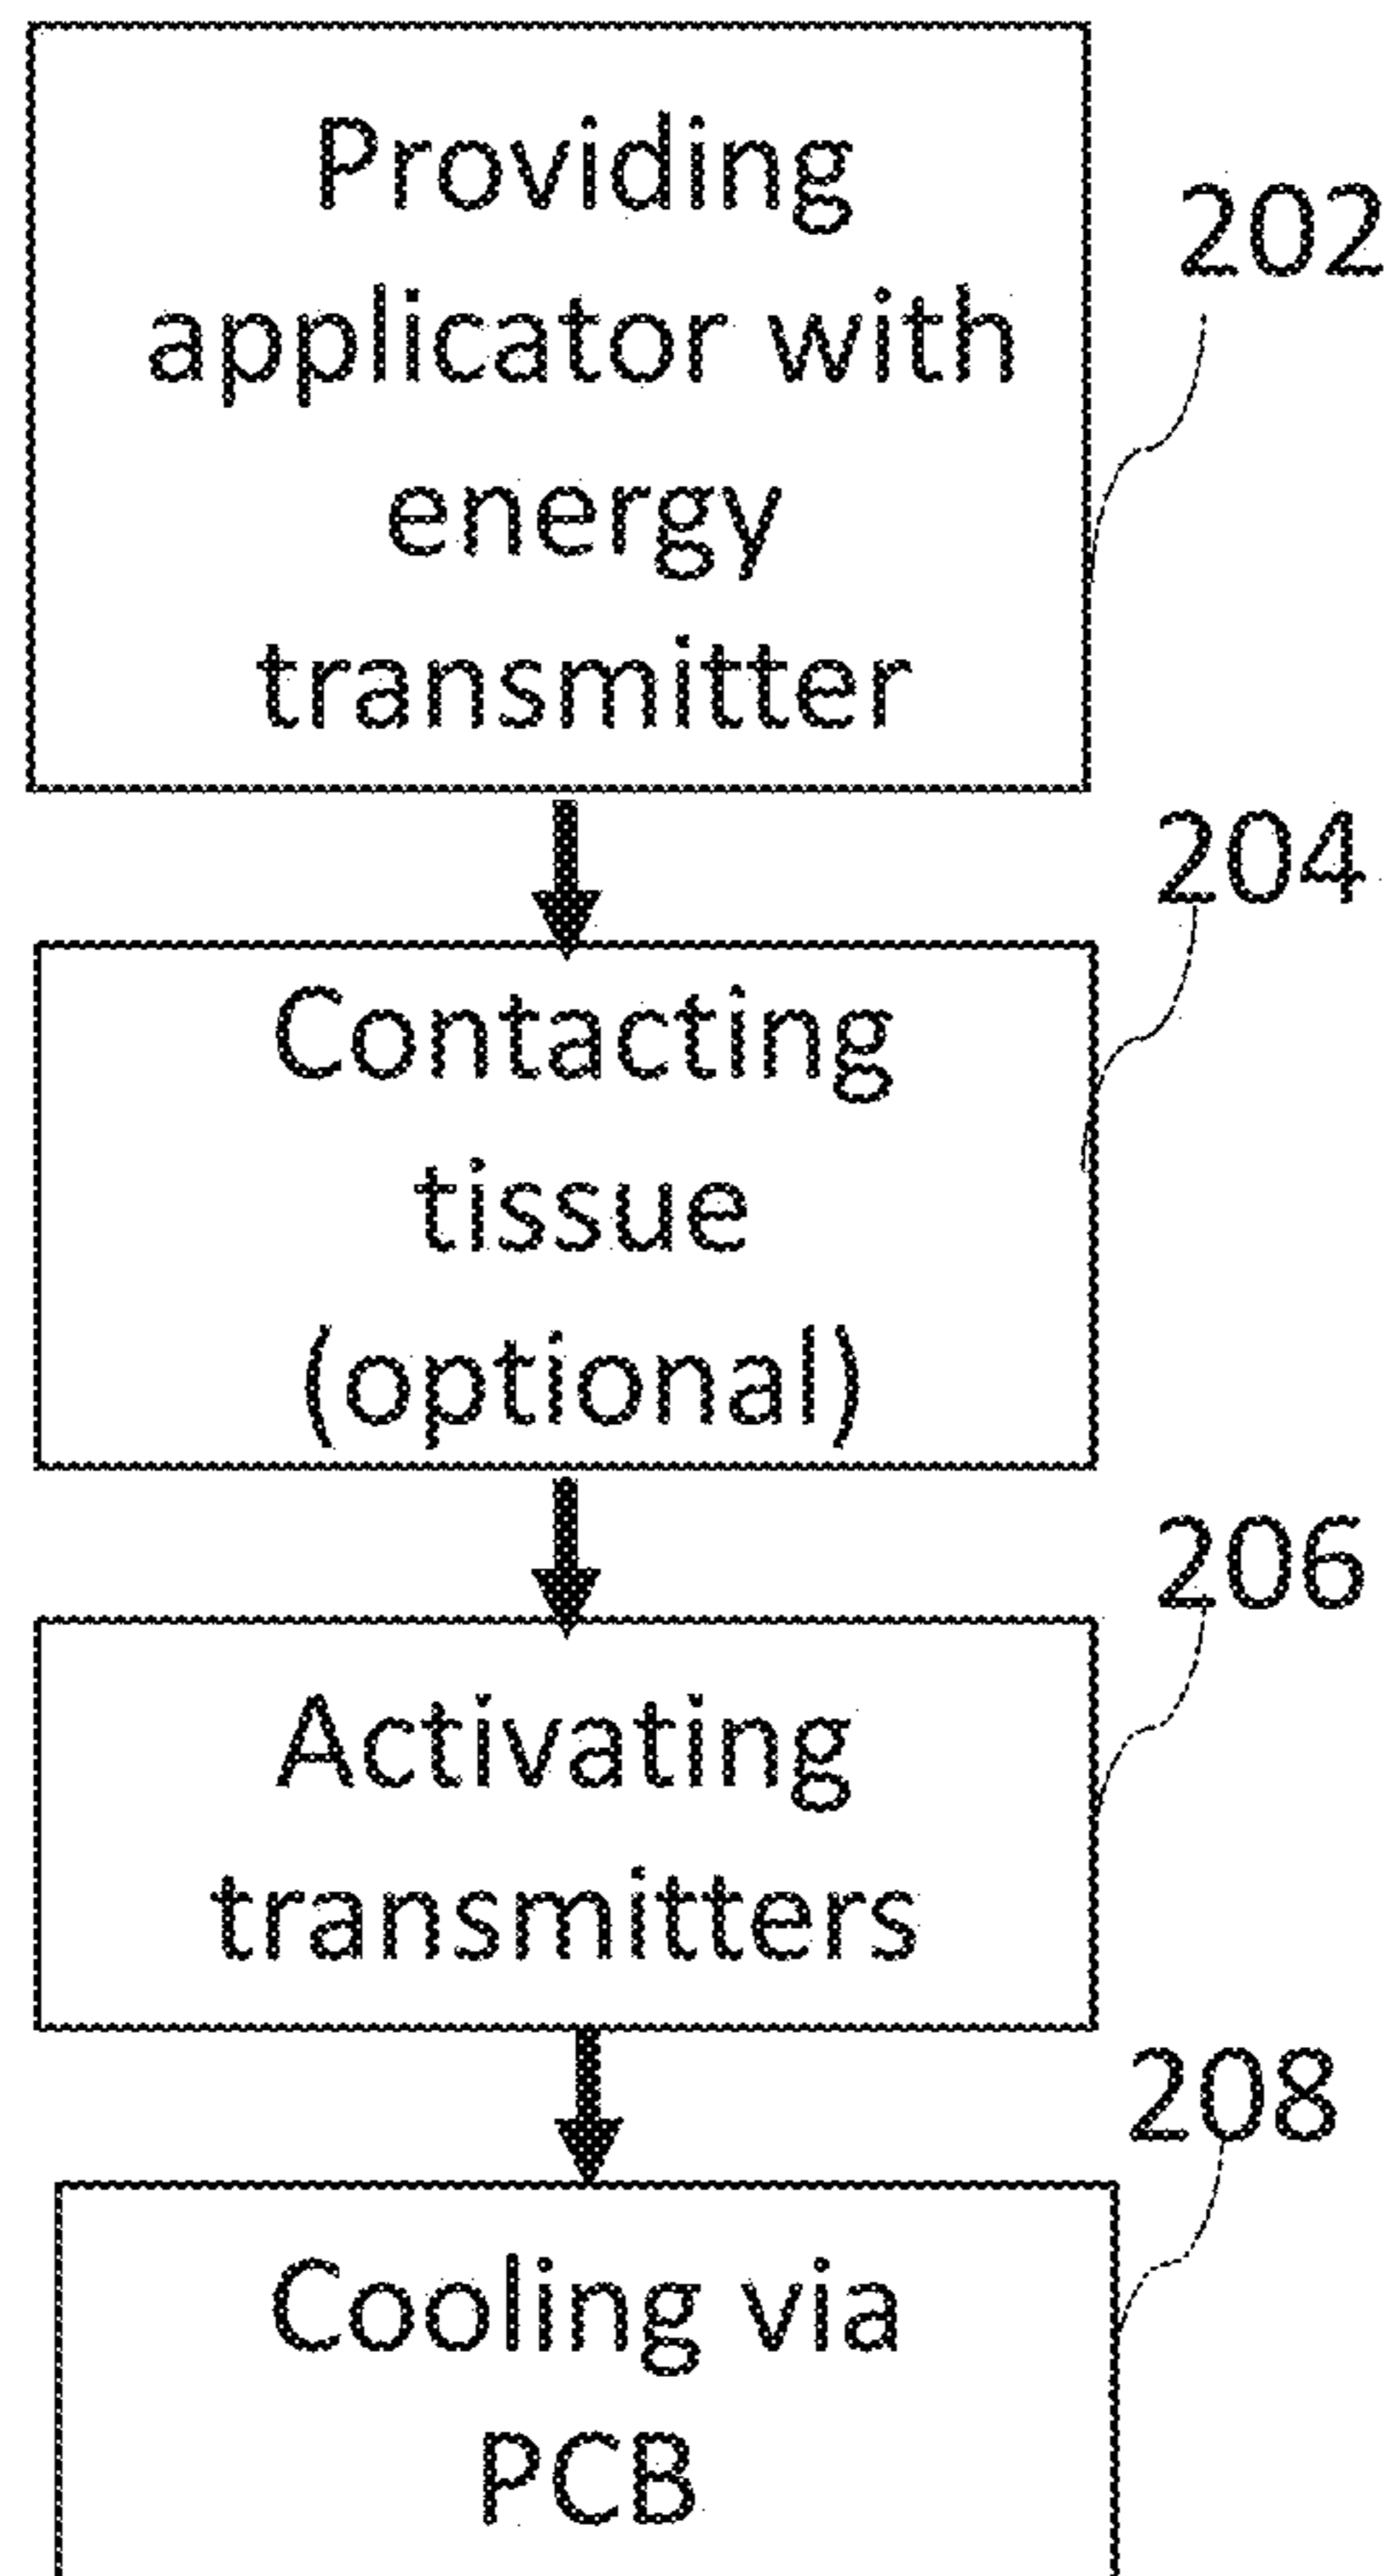 Providing
applicator with
energy
transmitter
202
Contacting
tissue
(optional)
204
Activating
transmitters
206
Cooling via
PCB
208